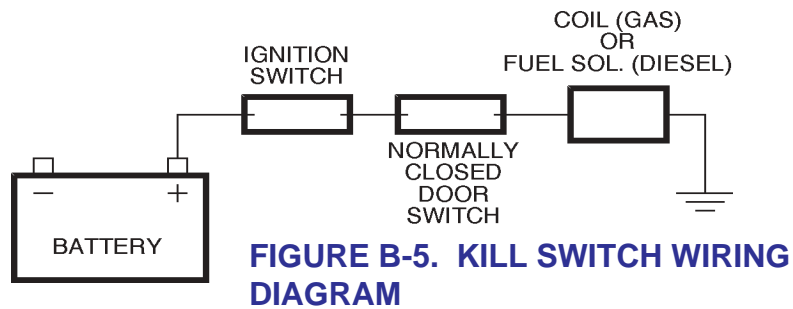 COIL (GAS)
OR
FUEL SOL. (DIESEL)
IGNITION
SWITCH
NORMALLY
CLOSED
DOOR
SWITCH
− +
BATTERY
FIGURE B-5. KILL SWITCH WIRING
DIAGRAM